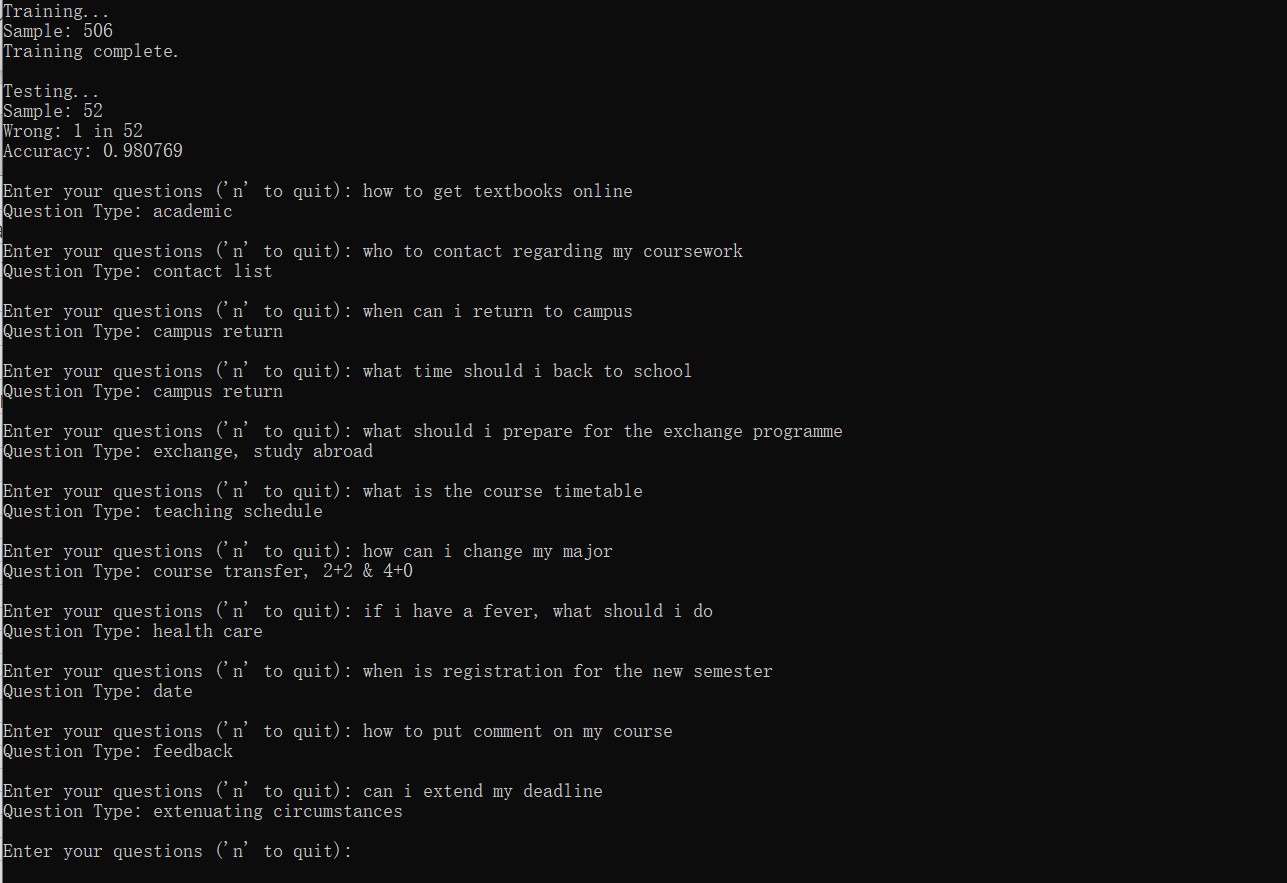 Training...
Sample: 506
Training complete.
Testing...
Sample: 52
Wrong: 1 in 52
Accuracy: 0.980769
Enter your questions ('n' to quit): how to get textbooks online
Question Type: academic
Enter your questions ('n' to quit): who to contact regarding my coursework
Question Type: contact list
Enter your questions ('n' to quit): when can i return to campus
Question Type: campus return
Enter your questions ('n' to quit): what time should i back to school
Question Type: campus return
Enter your questions ('n' to quit): what should i prepare for the exchange programme
Question Type: exchange, study abroad
Enter your questions ('n' to quit): what is the course timetable
Question Type: teaching schedule
Enter your questions ('n' to quit): how can i change my major
Question Type: course transfer, 2+2 & 4+0
Enter your questions ('n' to quit): if i have a fever, what should i do
Question Type: health care
Enter your questions ('n' to quit): when is registration for the new semester
Question Type: date
Enter your questions ('n' to quit): how to put comment on my course
Question Type: feedback
Enter your questions ('n' to quit): can i extend my deadline
Question Type: extenuating circumstances
Enter your questions ('n' to quit):